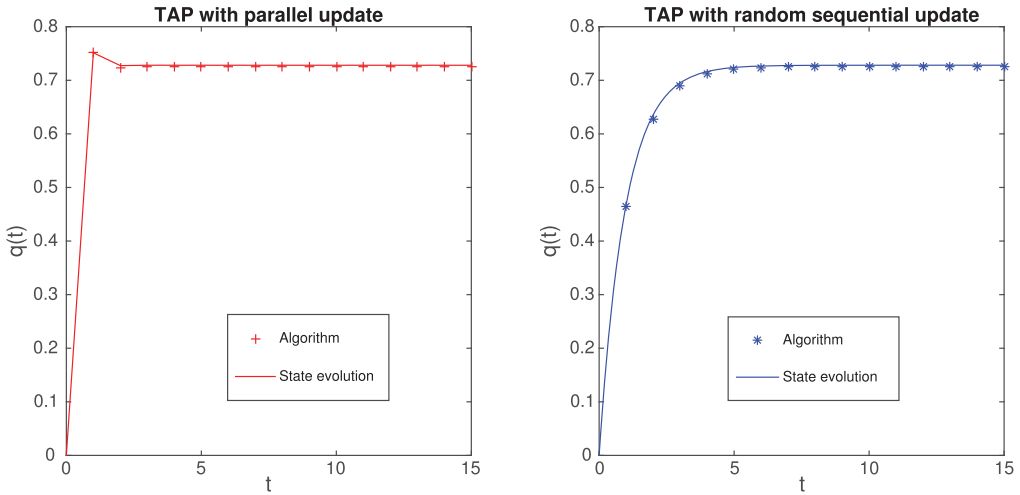 TAP with parallel update
0.8
0.7
0.6
0.5
0.4
0.3
0.2
0.1
0
q(t)
0 5 10 15
t
Algorithm
State evolution
TAP with random sequential update
0.8
0.7
0.6
0.5
0.4
0.3
0.2
0.1
0
q(t)
0 5 10 15
t
Algorithm
State evolution